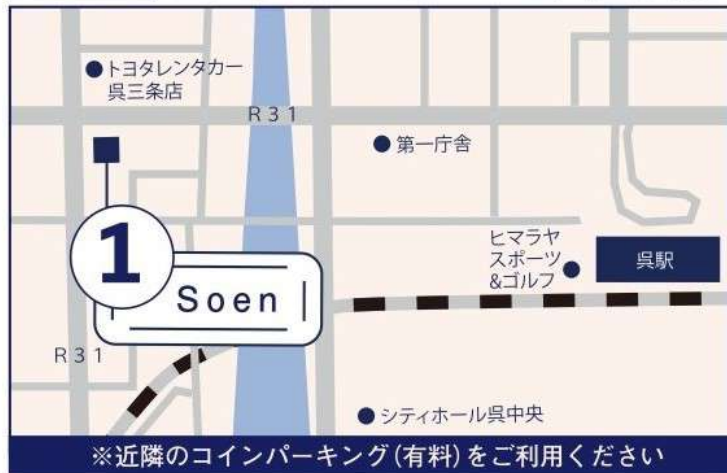 トヨタレンタカー
呉三条店
R31
第一庁舎
1
Soen
ヒマラヤ
スポーツ
&ゴルフ
呉駅
R31
シティホール呉中央
※近隣のコインパーキング(有料)をご利用ください